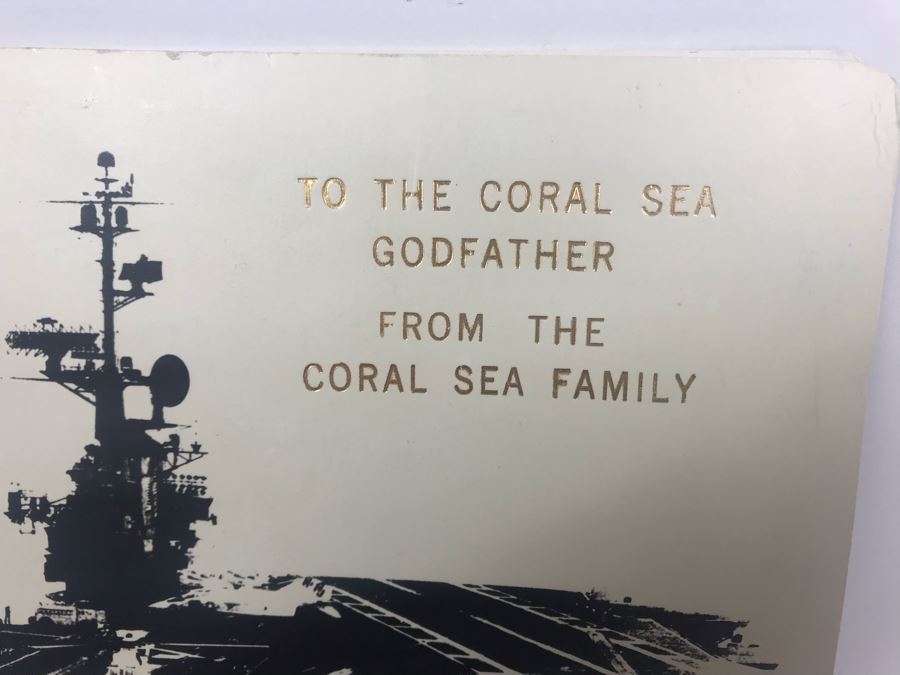 TO THE CORAL SEA
GODFATHER
FROM THE
CORAL SEA FAMILY